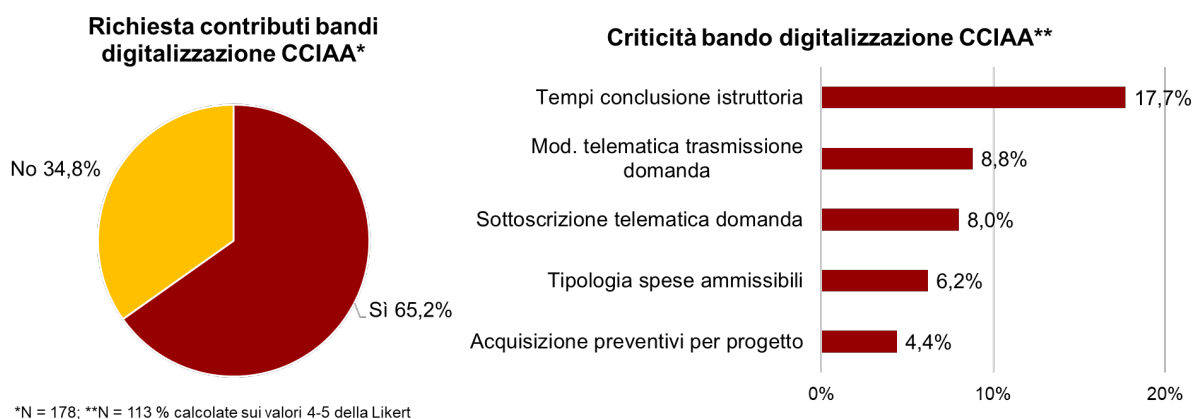 Richiesta contributi bandi
digitalizzazione CCIAA*
No 34,8%
Sì 65,2%
Criticità bando digitalizzazione CCIAA**
Tempi conclusione istruttoria
17,7%
Mod. telematica trasmissione
domanda
8,8%
Sottoscrizione telematica domanda
8,0%
Tipologia spese ammissibili
6,2%
Acquisizione preventivi per progetto
4,4%
0%
10%
20%
*N = 178; **N = 113 % calcolate sui valori 4-5 della Likert